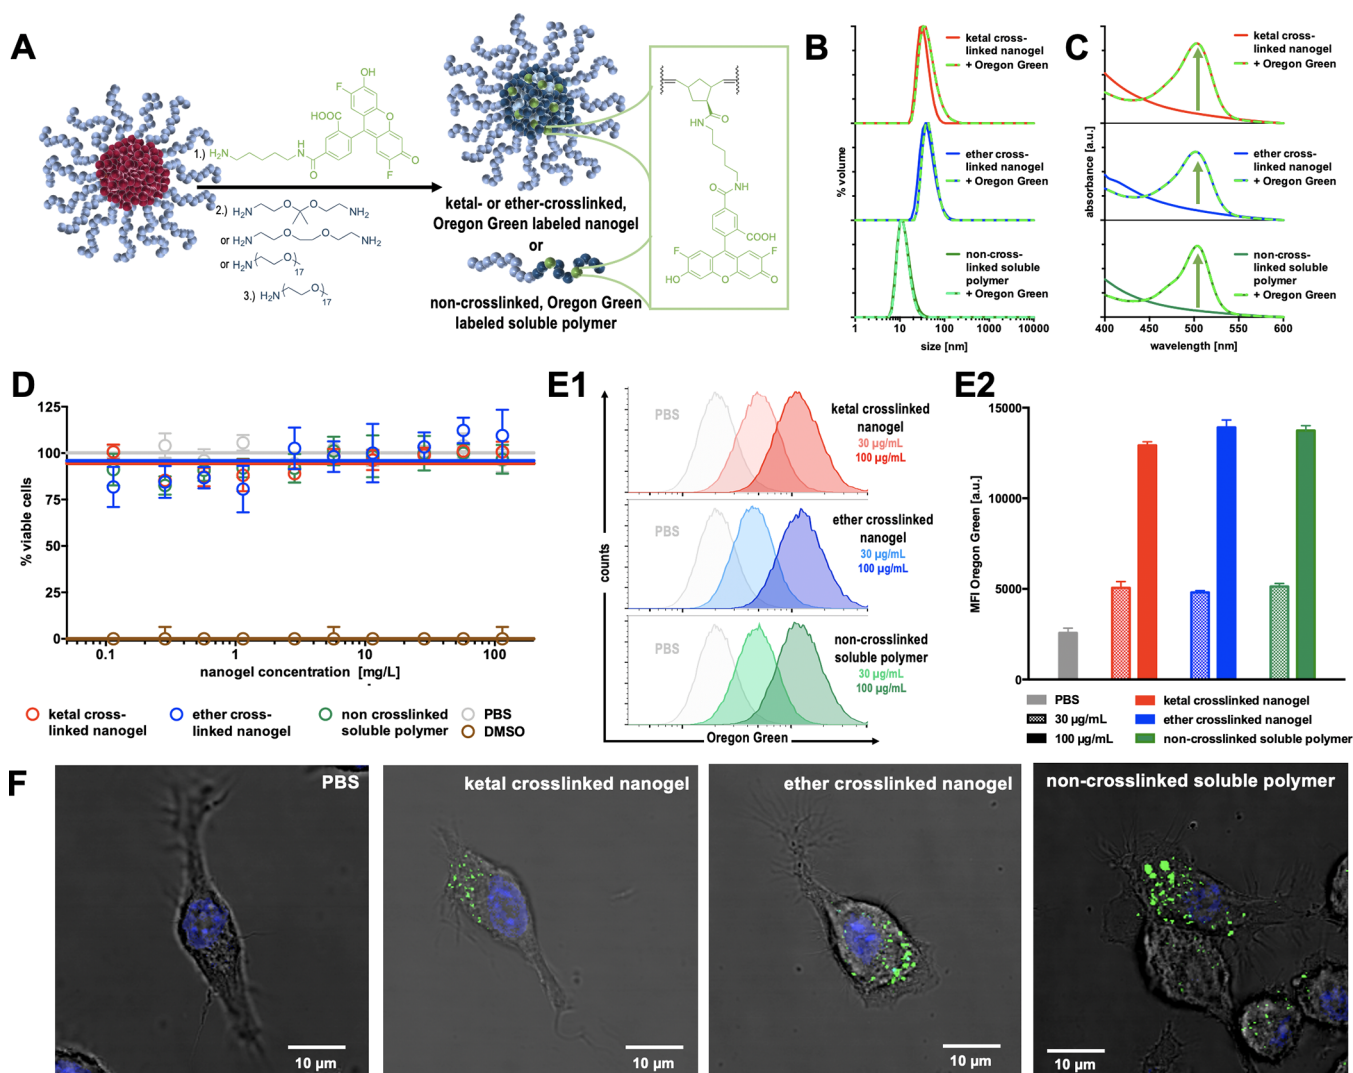 A
OH
F
HOOC
O
O
F
1.)
H₂N
HN
O
2.)
H₂N
O
O
NH₂
or
H₂N
O
O
NH₂
or
H₂N
O
17
3.)
H₂N
O
17
ketal- or ether-crosslinked,
Oregon Green labeled nanogel
or
non-crosslinked, Oregon Green
labeled soluble polymer
HN
O
O
NH
COOH
F
F
HO
O
O
B
ketal cross-
linked nanogel
+ Oregon Green
ether cross-
linked nanogel
+ Oregon Green
non-cross-
linked soluble
polymer
+ Oregon Green
% volume
1 10 100 1000 10000
size [nm]
C
ketal cross-
linked nanogel
+ Oregon Green
ether cross-
linked nanogel
+ Oregon Green
non-cross-
linked soluble
polymer
+ Oregon Green
absorbance [a.u.]
400 450 500 550 600
wavelength [nm]
D
125
100
75
50
25
0
% viable cells
0.1 1 10 100
nanogel concentration [mg/L]
ketal cross-
linked nanogel
ether cross-
linked nanogel
non crosslinked
soluble polymer
PBS
DMSO
E1
PBS
ketal crosslinked
nanogel
30 µg/mL
100 µg/mL
PBS
ether crosslinked
nanogel
30 µg/mL
100 µg/mL
PBS
non-crosslinked
soluble polymer
30 µg/mL
100 µg/mL
counts
Oregon Green
E2
15000
10000
5000
0
MFI Oregon Green [a.u.]
PBS
30 µg/mL
100 µg/mL
ketal crosslinked nanogel
ether crosslinked nanogel
non-crosslinked soluble polymer
F
PBS
10 µm
ketal crosslinked nanogel
10 µm
ether crosslinked nanogel
10 µm
non-crosslinked soluble polymer
10 µm